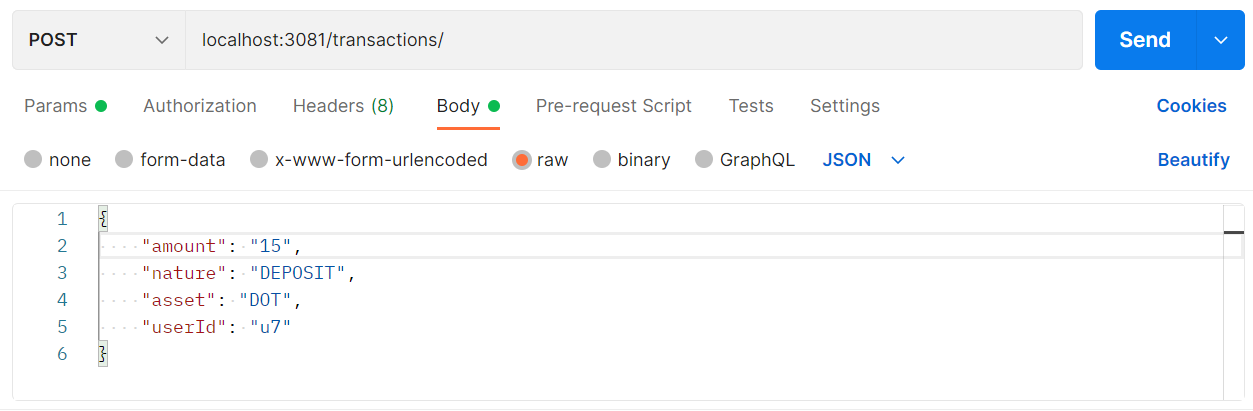 POST localhost:3081/transactions/ Send
Params Authorization Headers (8) Body Pre-request Script Tests Settings Cookies
none form-data x-www-form-urlencoded raw binary GraphQL JSON Beautify
1 {
2 "amount": "15",
3 "nature": "DEPOSIT",
4 "asset": "DOT",
5 "userId": "u7"
6 }